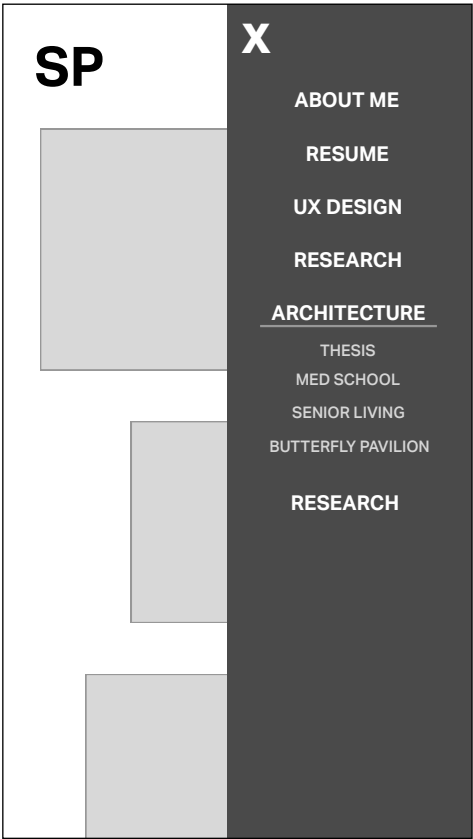 SP
X
ABOUT ME
RESUME
UX DESIGN
RESEARCH
ARCHITECTURE
THESIS
MED SCHOOL
SENIOR LIVING
BUTTERFLY PAVILION
RESEARCH